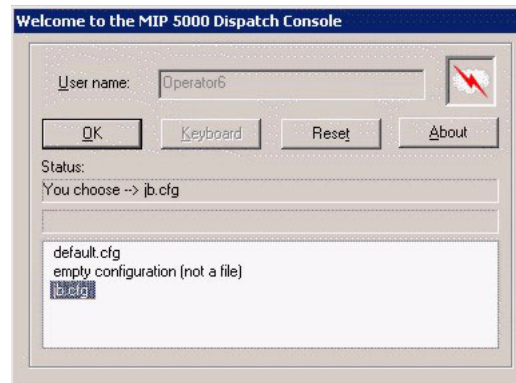 Welcome to the MIP 5000 Dispatch Console
User name: Operator6
OK Keyboard Reset About
Status:
You choose --> jb.cfg
default.cfg
empty configuration (not a file)
jb.cfg